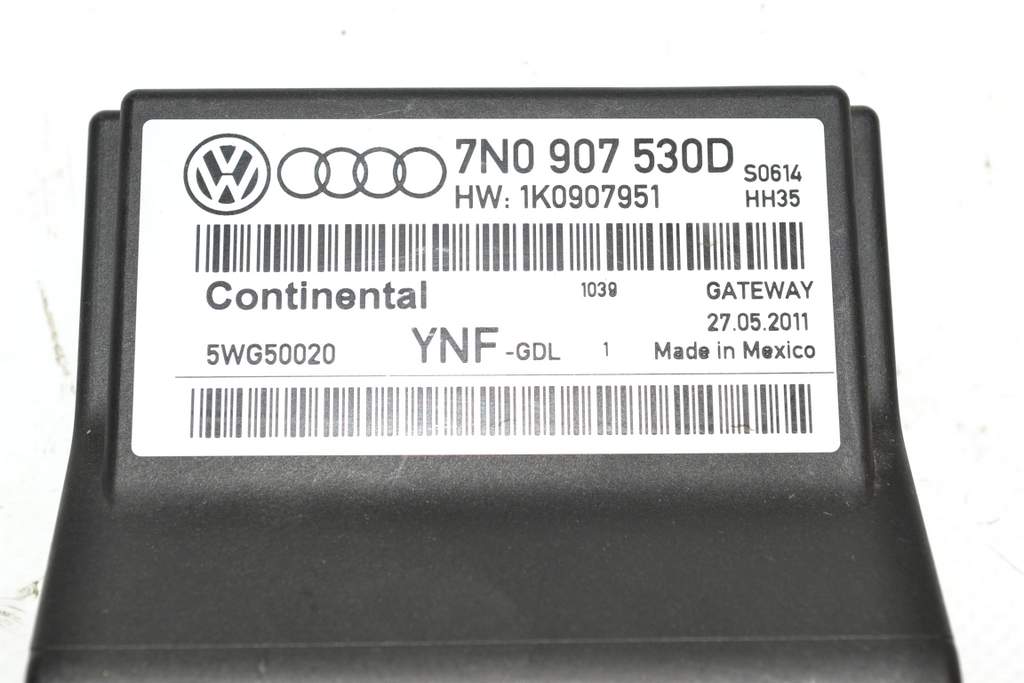 7N0 907 530D S0614
HW: 1K0907951 HH35
Continental 1039 GATEWAY
27.05.2011
5WG50020 YNF -GDL 1 Made in Mexico